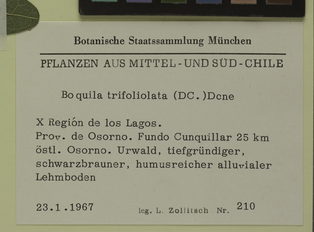 Botanische Staatssammlung München
PFLANZEN AUS MITTEL-UND SÜD-CHILE
Boquila trifoliolata (DC.)Dcne
X Región de los Lagos.
Prov. de Osorno. Fundo Cunquillar 25 km
östl. Osorno. Urwald, tiefgründiger,
schwarzbrauner, humusreicher alluvialer
Lehmboden
23.1.1967 leg. L. Zollitsch Nr. 210